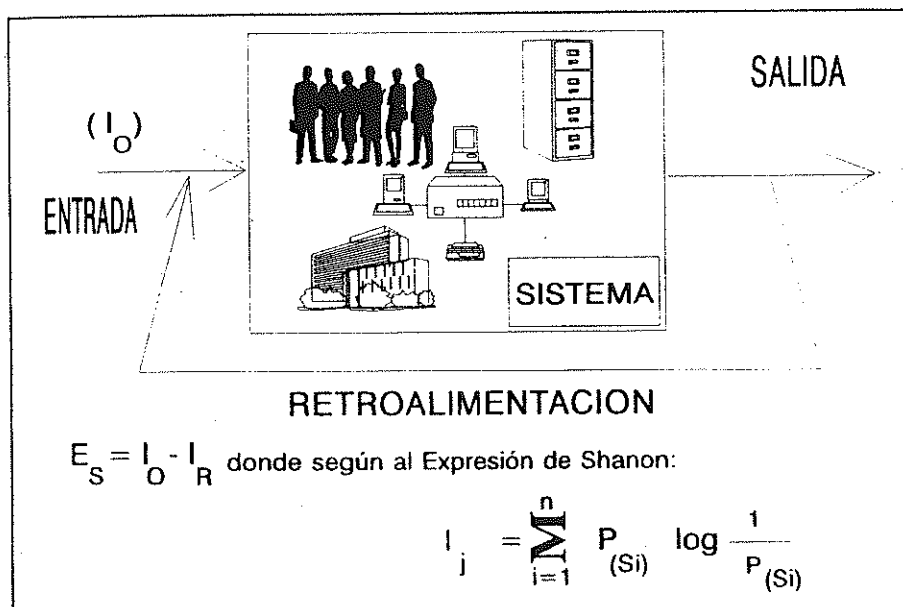 SALIDA
(I_O)
ENTRADA
SISTEMA
RETROALIMENTACION
E_S = I_O - I_R donde según al Expresión de Shanon:
I_j = Σ_{i=1}^{n} P_(Si) log 1/P_(Si)